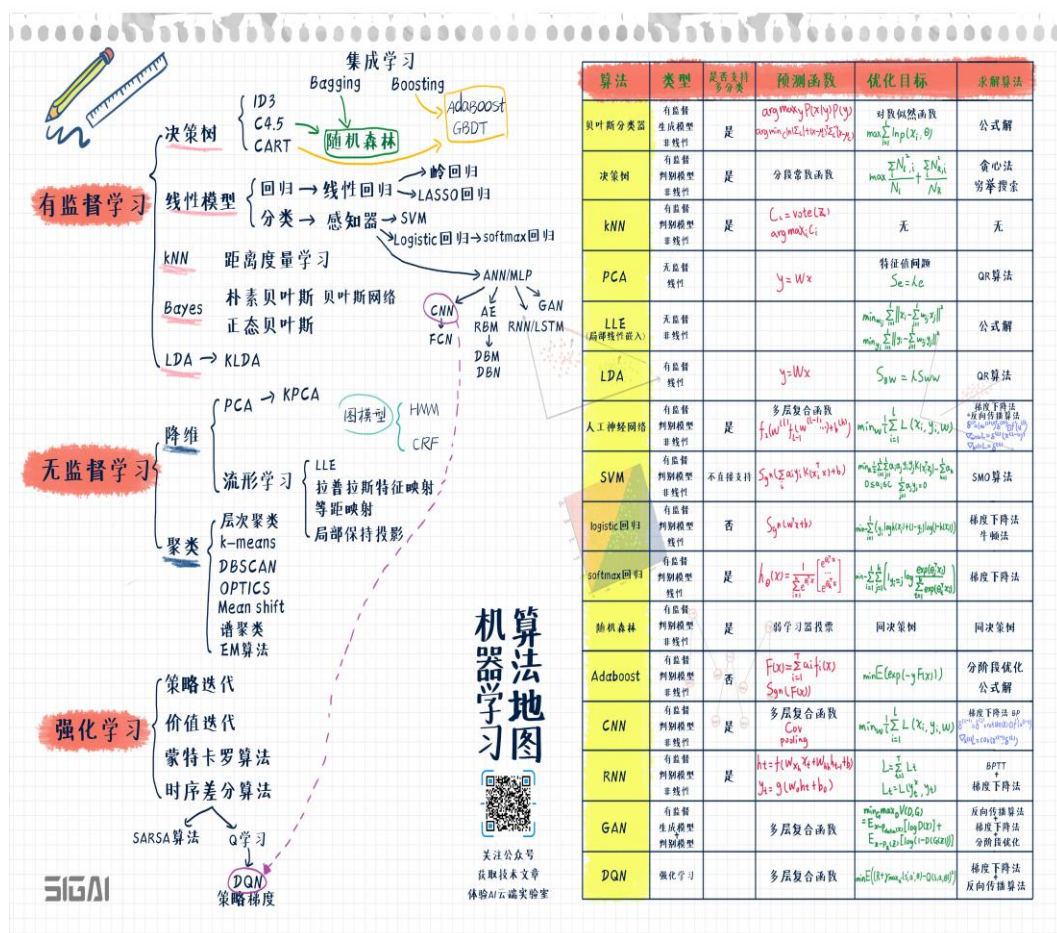 集成学习
Bagging
Boosting
Adaboost
GBDT
ID3
C4.5
CART
随机森林
决策树
有监督学习
线性模型
回归 → 线性回归
岭回归
LASSO回归
分类 → 感知器
SVM
Logistic回归→softmax回归
kNN
距离度量学习
ANN/MLP
Bayes
朴素贝叶斯 贝叶斯网络
正态贝叶斯
CNN
FCN
AE
RBM
DBM
DBN
RNN/LSTM
GAN
LDA → KLDA
PCA → KPCA
图模型
HMM
CRF
降维
无监督学习
流形学习
LLE
拉普拉斯特征映射
等距映射
局部保持投影
聚类
层次聚类
k-means
DBSCAN
OPTICS
Mean shift
谱聚类
EM算法
强化学习
策略迭代
价值迭代
蒙特卡罗算法
时序差分算法
SARSA算法
Q学习
DQN
策略梯度
SIGAI
机器学习
算法地图
关注公众号
获取技术文章
体验AI云端实验室
算法 类型 是否支持多分类 预测函数 优化目标 求解算法
贝叶斯分类器 有监督 生成模型 非线性 是 对数似然函数 公式解
决策树 有监督 判别模型 非线性 是 分段常数函数 贪心法 穷举搜索
kNN 有监督 判别模型 非线性 是 无 无
PCA 无监督 线性 y=Wx 特征值问题 Se=λe QR算法
LLE (局部线性嵌入) 无监督 非线性 公式解
LDA 有监督 线性 y=Wx QR算法
人工神经网络 有监督 判别模型 非线性 是 多层复合函数 梯度下降法 +反向传播算法
SVM 有监督 判别模型 非线性 不直接支持 SMO算法
logistic回归 有监督 判别模型 线性 否 梯度下降法 牛顿法
softmax回归 有监督 判别模型 线性 是 梯度下降法
随机森林 有监督 判别模型 非线性 是 弱学习器投票 同决策树 同决策树
Adaboost 有监督 判别模型 非线性 否 Sgn(F(x)) minE(exp(-yF(x))) 分阶段优化 公式解
CNN 有监督 判别模型 非线性 是 多层复合函数 Cov pooling 梯度下降法 BP
RNN 有监督 判别模型 非线性 是 BPTT + 梯度下降法
GAN 有监督 生成模型 + 判别模型 多层复合函数 反向传播算法 + 梯度下降法 分阶段优化
DQN 强化学习 多层复合函数 梯度下降法 + 反向传播算法